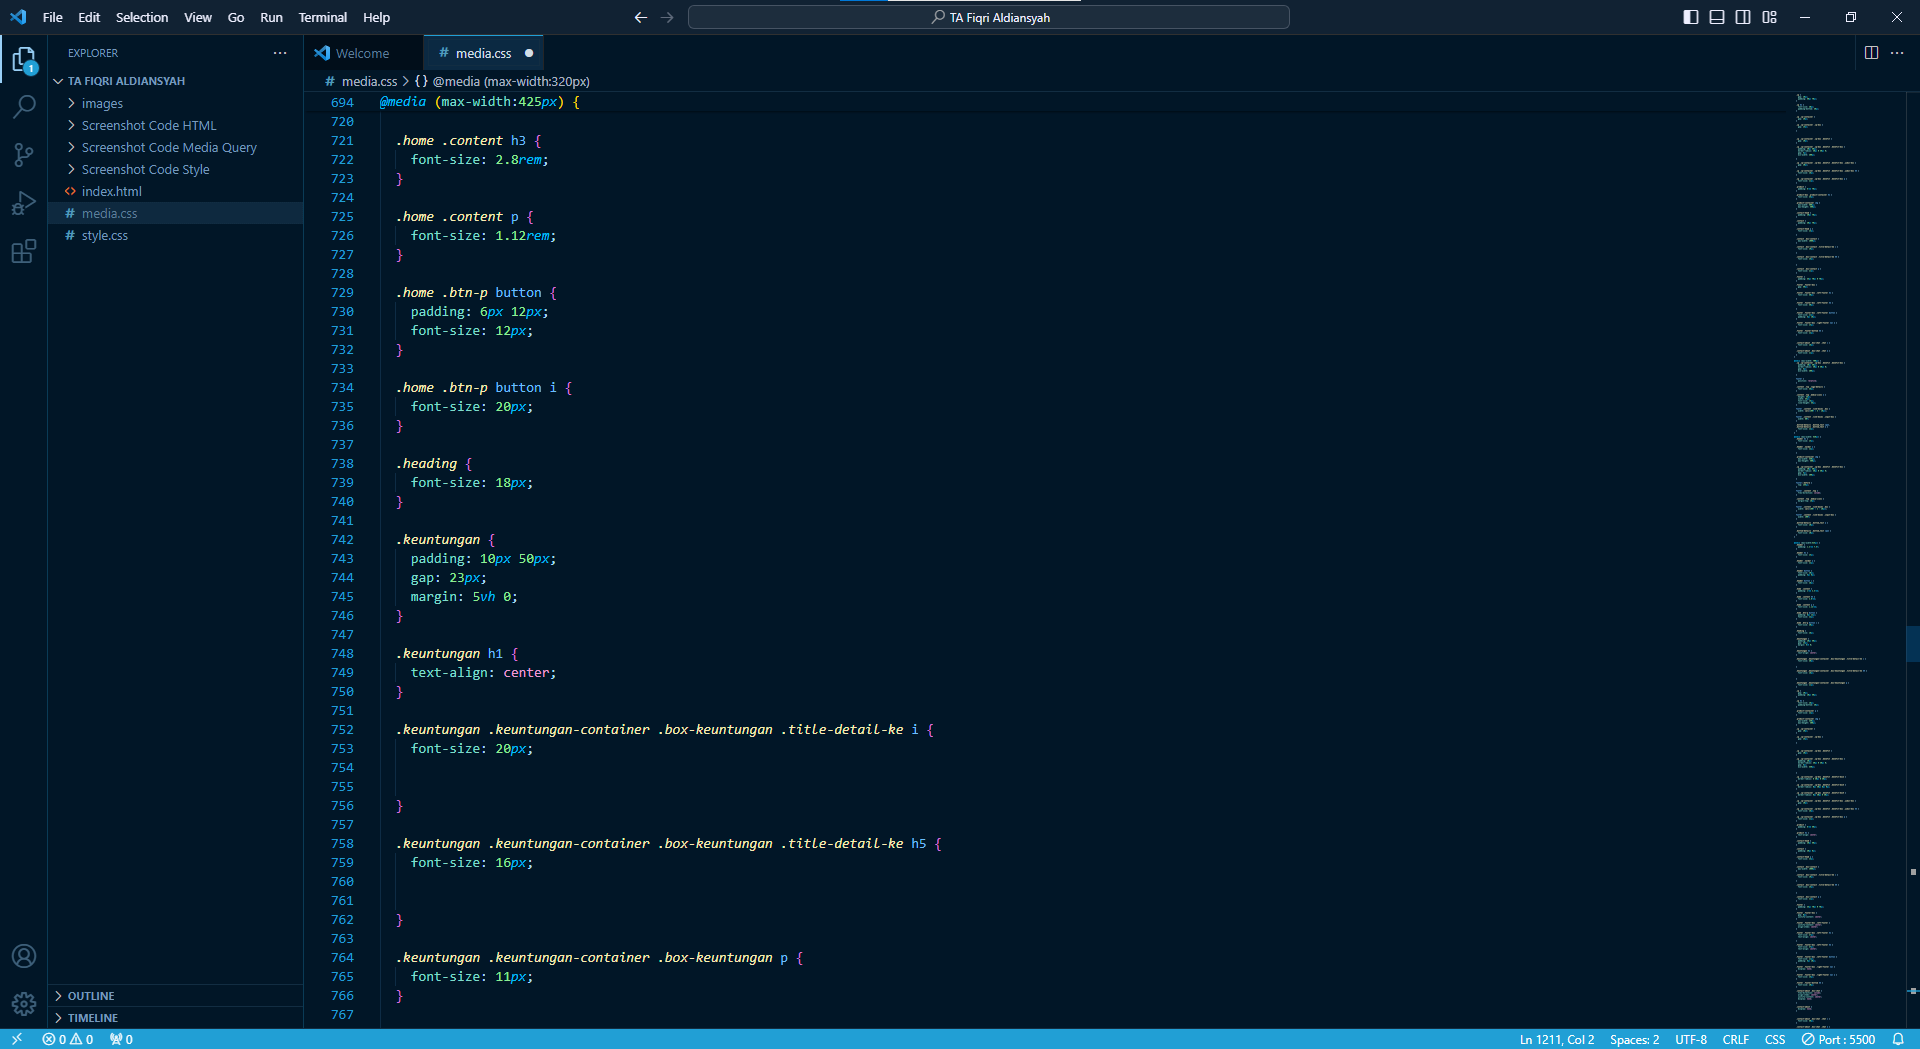 File Edit Selection View Go Run Terminal Help
TA Fiqri Aldiansyah
EXPLORER
TA FIQRI ALDIANSYAH
images
Screenshot Code HTML
Screenshot Code Media Query
Screenshot Code Style
index.html
media.css
style.css
OUTLINE
TIMELINE
1
Welcome
# media.css
# media.css > {} @media (max-width:320px)
694 @media (max-width:425px) {
720
721 .home .content h3 {
722 font-size: 2.8rem;
723 }
724
725 .home .content p {
726 font-size: 1.12rem;
727 }
728
729 .home .btn-p button {
730 padding: 6px 12px;
731 font-size: 12px;
732 }
733
734 .home .btn-p button i {
735 font-size: 20px;
736 }
737
738 .heading {
739 font-size: 18px;
740 }
741
742 .keuntungan {
743 padding: 10px 50px;
744 gap: 23px;
745 margin: 5vh 0;
746 }
747
748 .keuntungan h1 {
749 text-align: center;
750 }
751
752 .keuntungan .keuntungan-container .box-keuntungan .title-detail-ke i {
753 font-size: 20px;
754
755
756 }
757
758 .keuntungan .keuntungan-container .box-keuntungan .title-detail-ke h5 {
759 font-size: 16px;
760
761
762 }
763
764 .keuntungan .keuntungan-container .box-keuntungan p {
765 font-size: 11px;
766 }
767
0 0 0
Ln 1211, Col 2 Spaces: 2 UTF-8 CRLF CSS Port : 5500